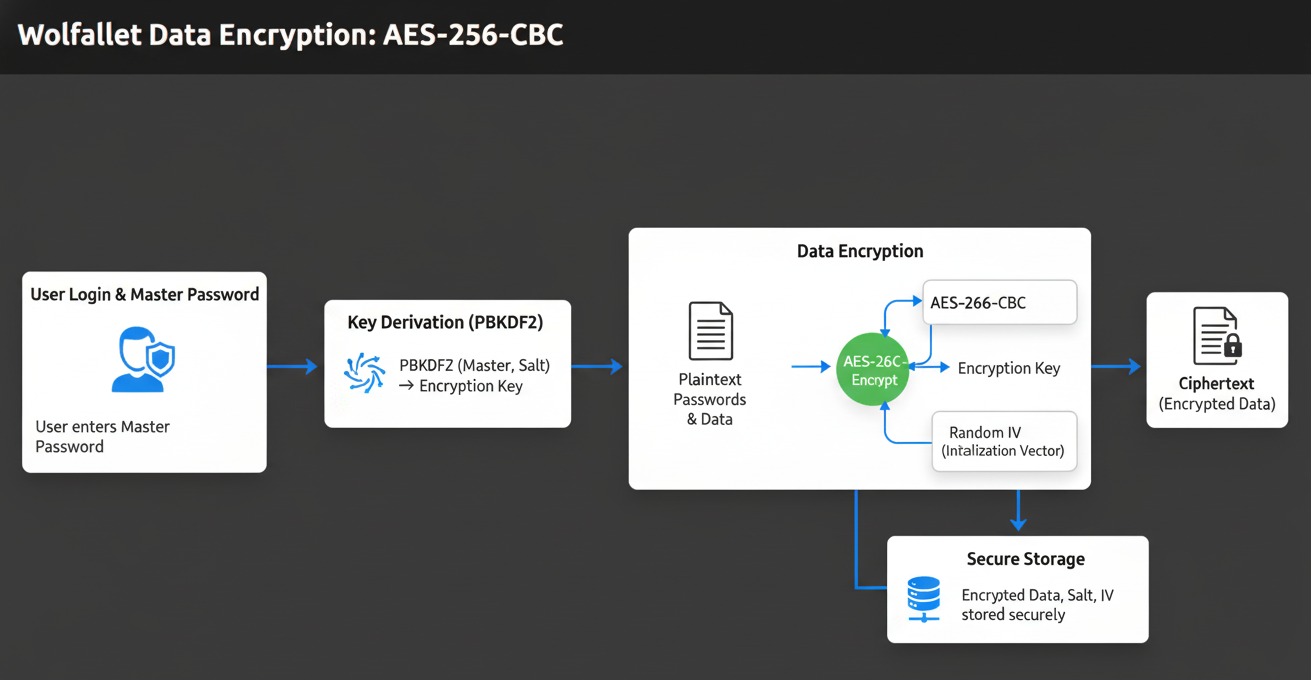 Wolfallet Data Encryption: AES-256-CBC
User Login & Master Password
User enters Master
Password
Key Derivation (PBKDF2)
PBKDF2 (Master, Salt)
→ Encryption Key
Data Encryption
Plaintext
Passwords
& Data
AES-26C-
Encrypt
AES-266-CBC
Encryption Key
Random IV
(Intalization Vector)
Ciphertext
(Encrypted Data)
Secure Storage
Encrypted Data, Salt, IV
stored securely